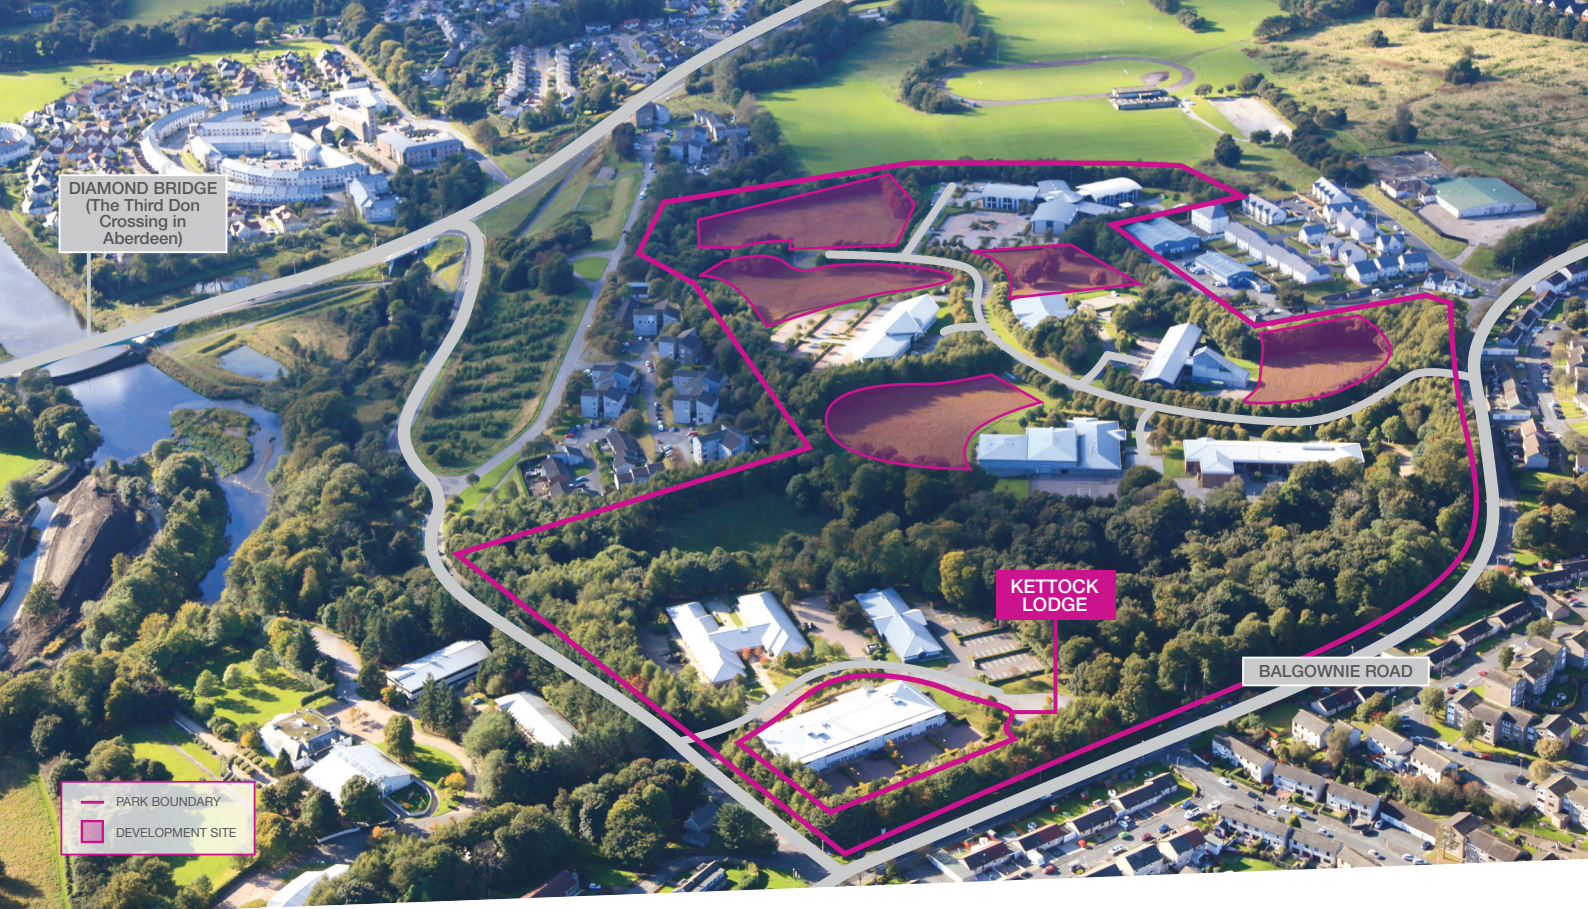 DIAMOND BRIDGE
(The Third Don
Crossing in
Aberdeen)
KETTOCK
LODGE
BALGOWNIE ROAD
PARK BOUNDARY
DEVELOPMENT SITE